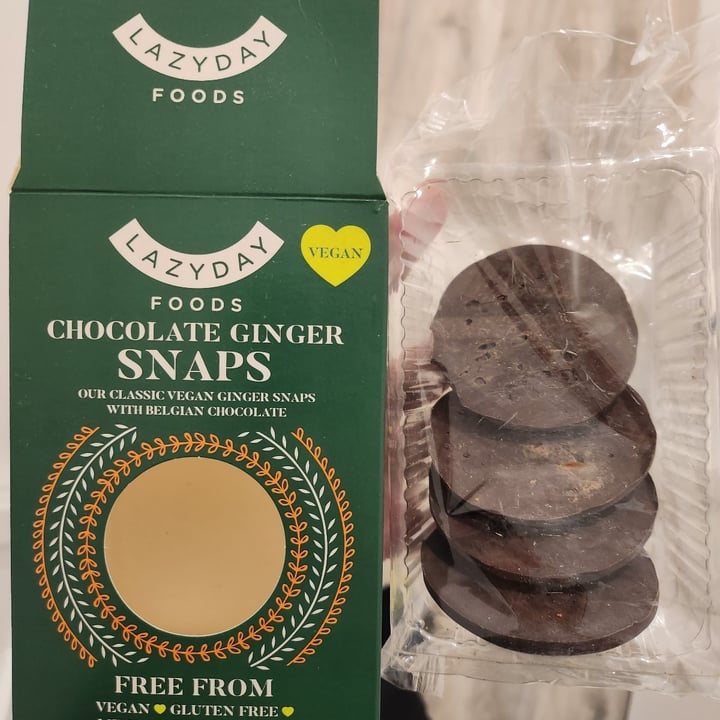 LAZYDAY
FOODS
LAZYDAY
FOODS
VEGAN
CHOCOLATE GINGER
SNAPS
OUR CLASSIC VEGAN GINGER SNAPS
WITH BELGIAN CHOCOLATE
FREE FROM
VEGAN GLUTEN FREE